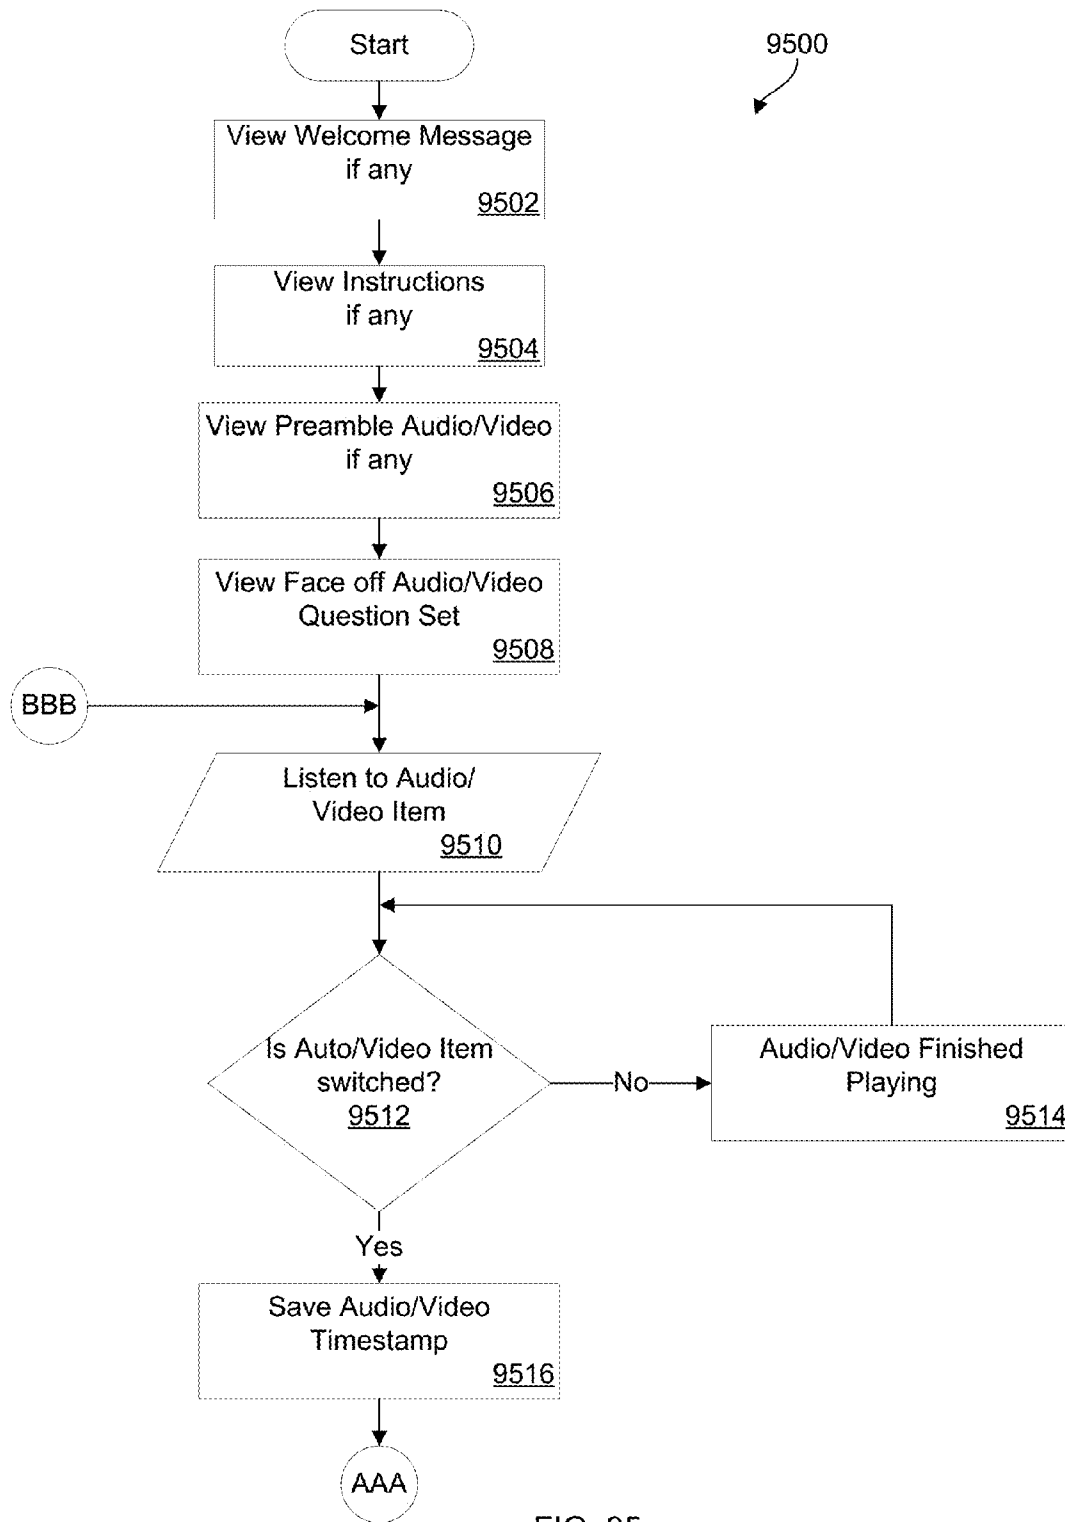 Start
9500
View Welcome Message
if any
9502
View Instructions
if any
9504
View Preamble Audio/Video
if any
9506
View Face off Audio/Video
Question Set
9508
BBB
Listen to Audio/
Video Item
9510
Is Auto/Video Item
switched?
9512
No
Audio/Video Finished
Playing
9514
Yes
Save Audio/Video
Timestamp
9516
AAA
FIG. 95